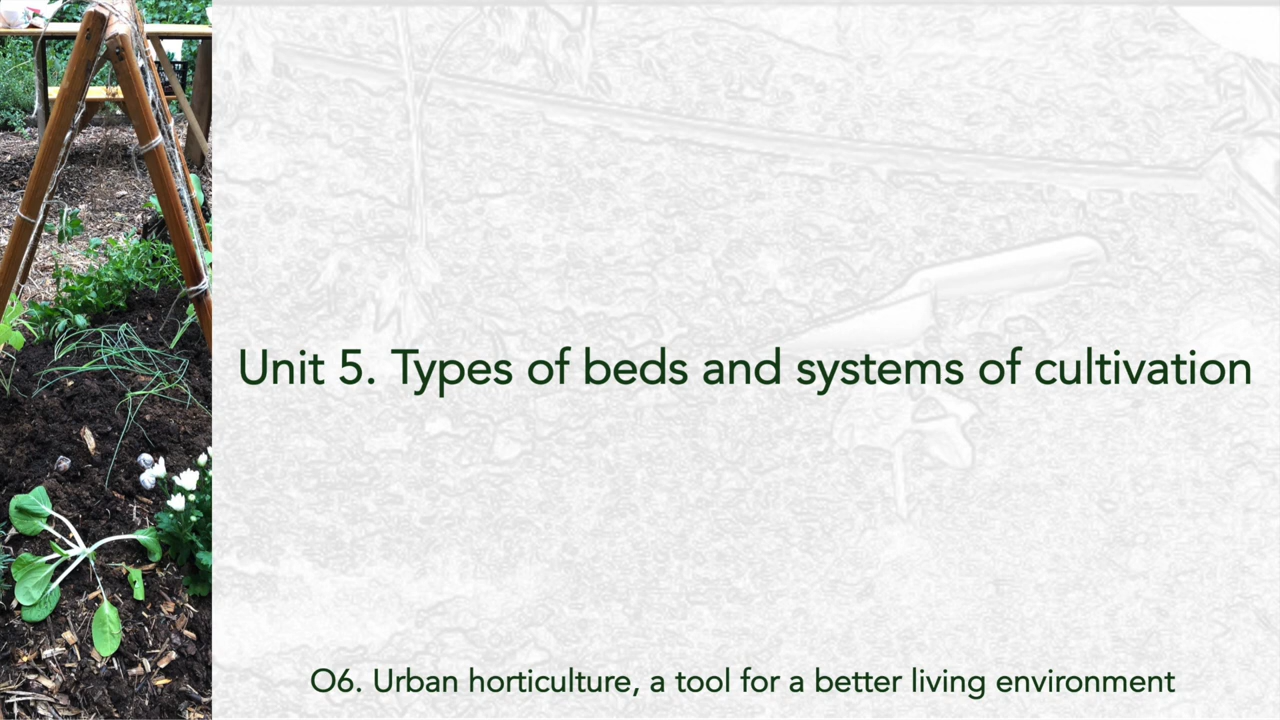 Unit 5. Types of beds and systems of cultivation
O6. Urban horticulture, a tool for a better living environment